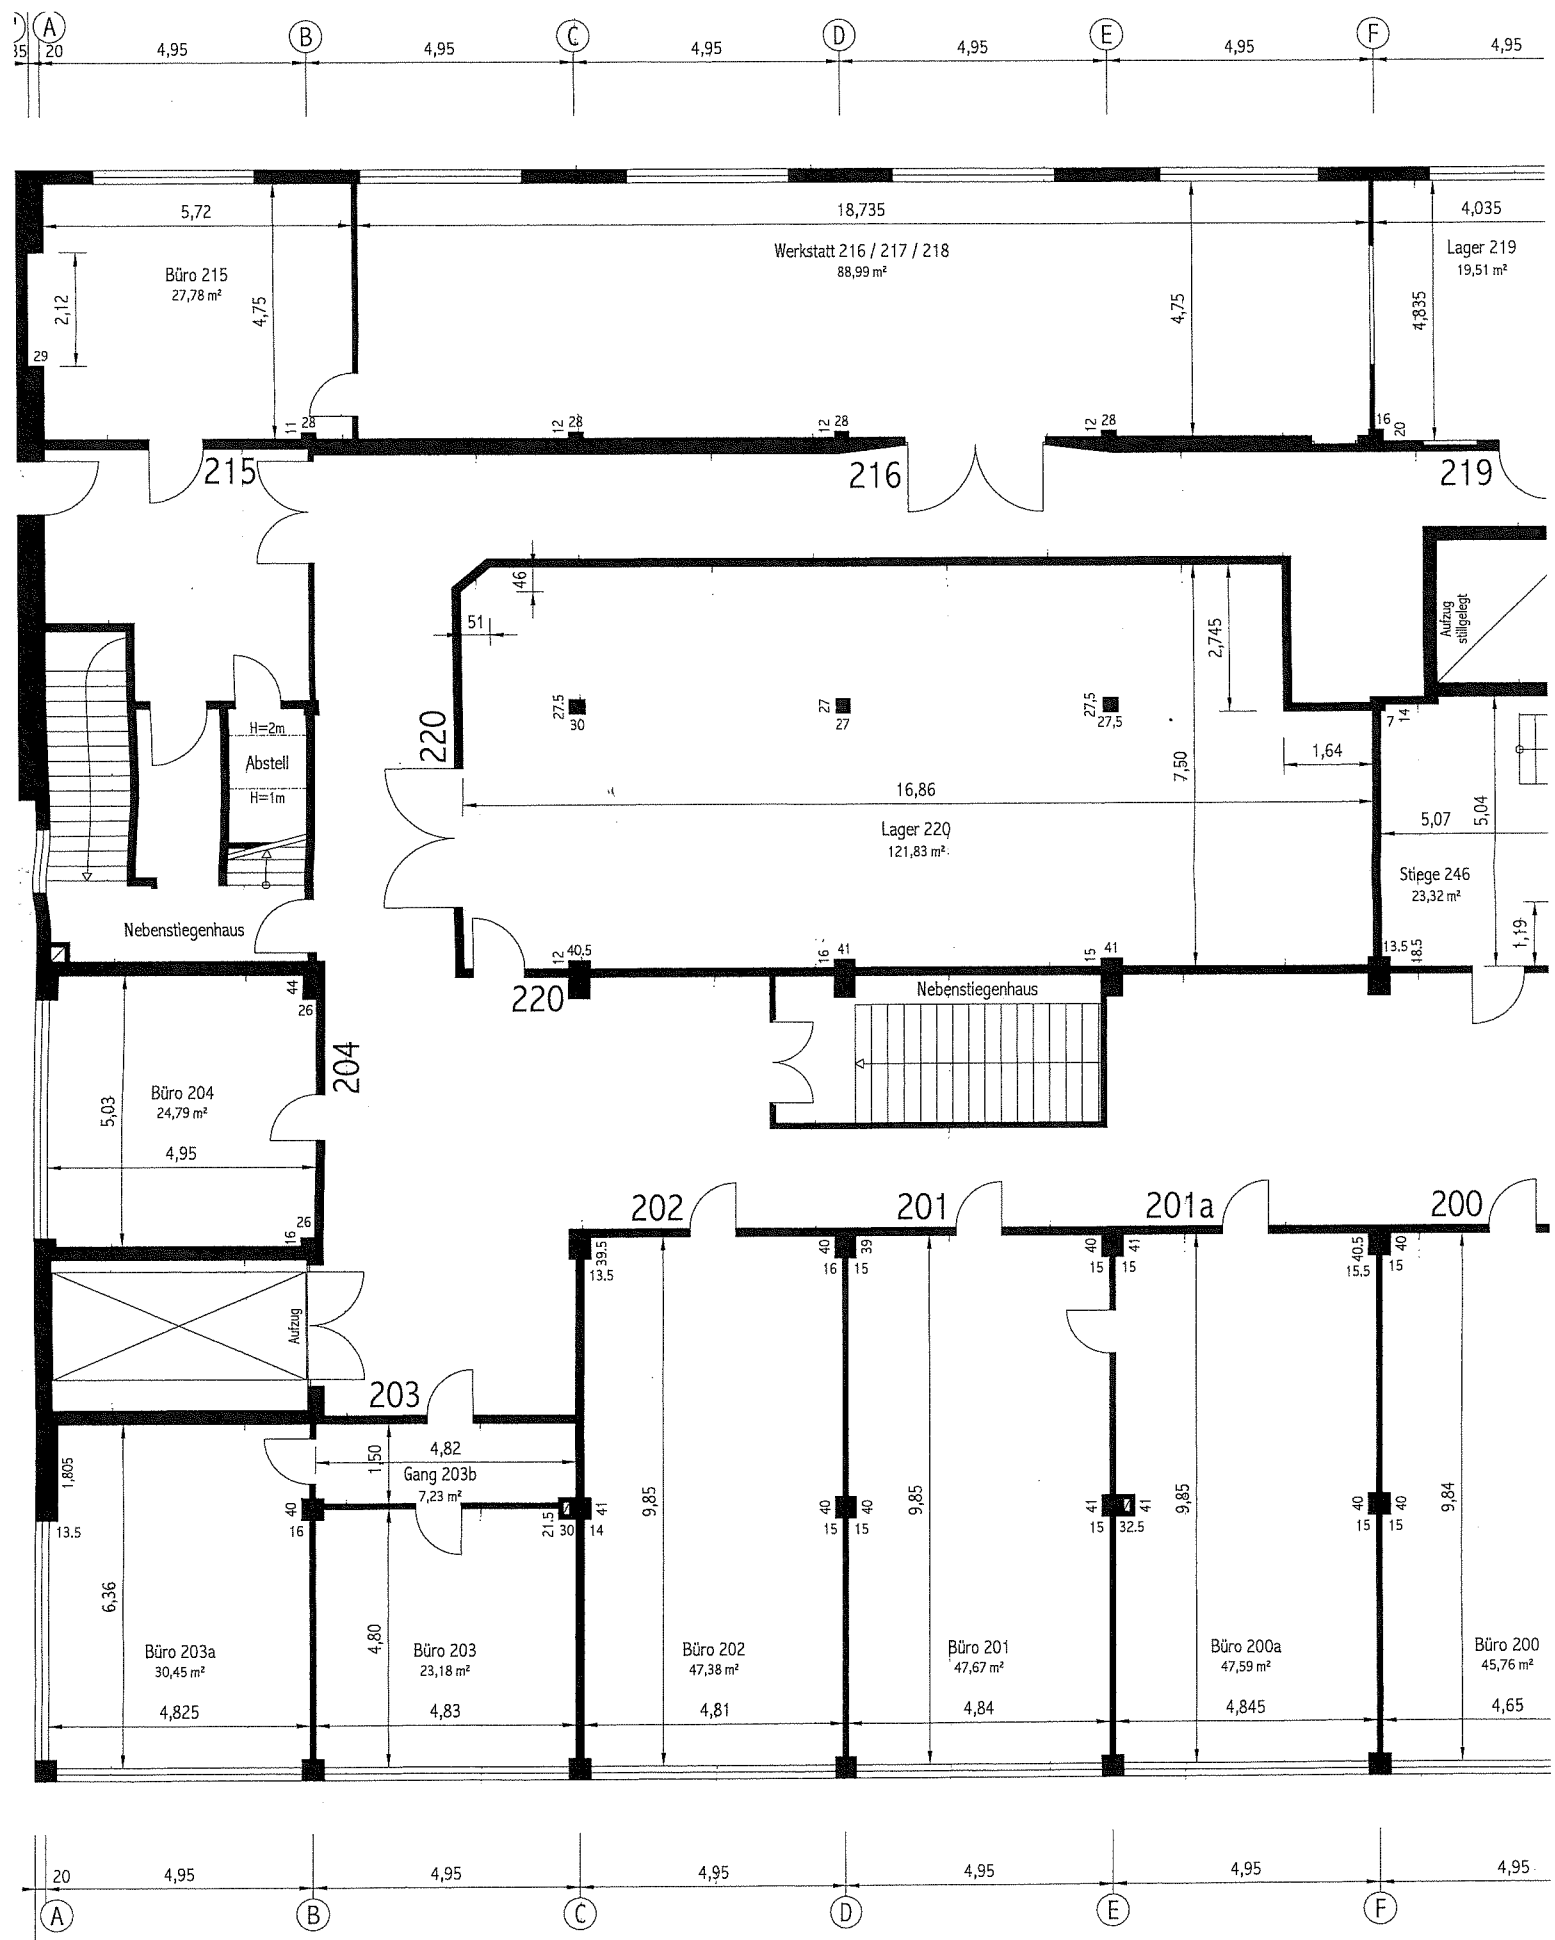 A B C D E F
35 20 4,95 4,95 4,95 4,95 4,95 4,95
5,72 18,735 4,035
Werkstatt 216 / 217 / 218
88,99 m²
Lager 219
19,51 m²
Büro 215
27,78 m²
2,12
4,75
4,75
4,835
29
11 28
12 28
12 28
12 28
16
20
215
216
219
46
51
2,745
Aufzug
stillgelegt
27.5
30
27
27
27,5
27,5
7 14
220
H=2m
Abstell
H=1m
7,50
1,64
16,86
5,07
5,04
Lager 220
121,83 m²
Stiege 246
23,32 m²
1,19
Nebenstiegenhaus
12 40,5
16 41
15 41
13.5
18.5
220
Nebenstiegenhaus
44
26
204
Büro 204
24,79 m²
5,03
4,95
16 26
202
201
201a
200
39.5
13.5
40 39
16 15
40 41
15 15
40.5 40
15,5 15
Aufzug
203
1,50
4,82
Gang 203b
7,23 m²
1,805
13.5
40
16
21.5
30
41
14
9,85
40 40
15 15
9,85
41 41
15 32.5
9,85
40 40
15 15
9,84
6,36
4,80
Büro 203a
30,45 m²
Büro 203
23,18 m²
Büro 202
47,38 m²
Büro 201
47,67 m²
Büro 200a
47,59 m²
Büro 200
45,76 m²
4,825 4,83 4,81 4,84 4,845 4,65
20 4,95 4,95 4,95 4,95 4,95 4,95
A B C D E F